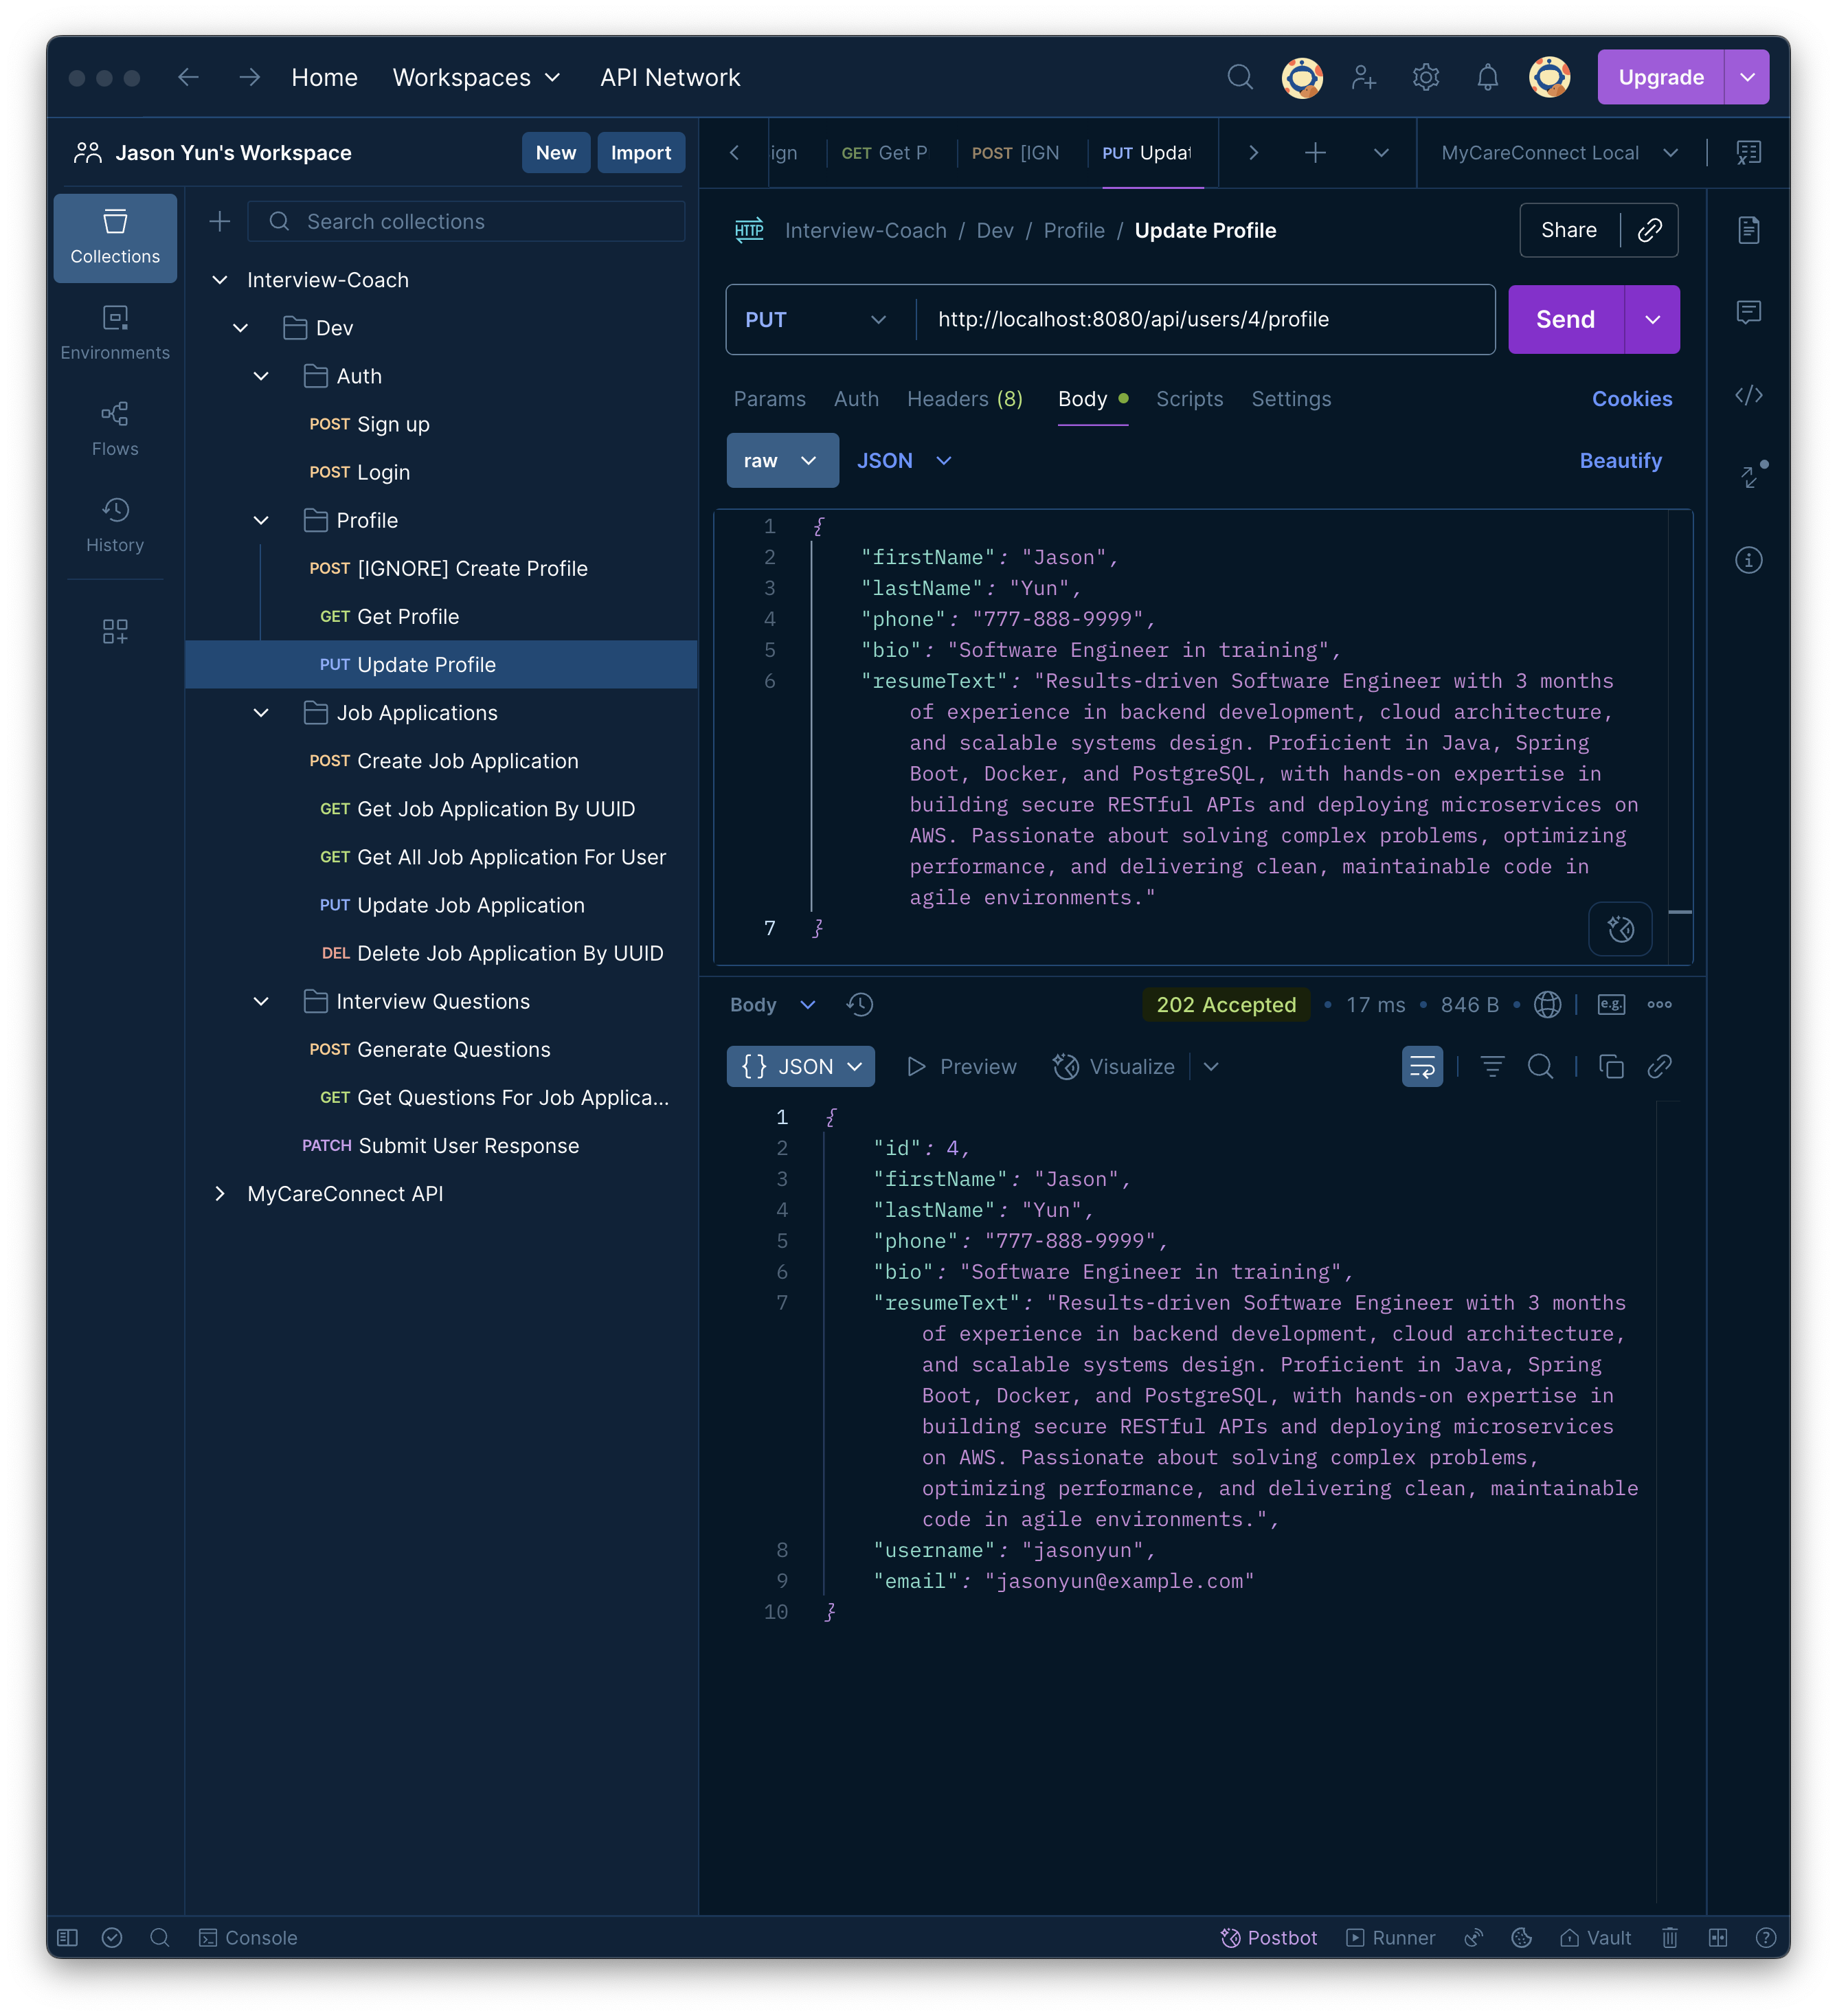 Home
Workspaces
API Network
Upgrade
Jason Yun's Workspace
New
Import
ign
GET Get P
POST [IGN
PUT Updat
MyCareConnect Local
Collections
Environments
Flows
History
Search collections
Interview-Coach
Dev
Auth
POST Sign up
POST Login
Profile
POST [IGNORE] Create Profile
GET Get Profile
PUT Update Profile
Job Applications
POST Create Job Application
GET Get Job Application By UUID
GET Get All Job Application For User
PUT Update Job Application
DEL Delete Job Application By UUID
Interview Questions
POST Generate Questions
GET Get Questions For Job Applica...
PATCH Submit User Response
MyCareConnect API
HTTP Interview-Coach / Dev / Profile / Update Profile
Share
PUT
http://localhost:8080/api/users/4/profile
Send
Params
Auth
Headers (8)
Body
Scripts
Settings
Cookies
raw
JSON
Beautify
1 {
2 "firstName": "Jason",
3 "lastName": "Yun",
4 "phone": "777-888-9999",
5 "bio": "Software Engineer in training",
6 "resumeText": "Results-driven Software Engineer with 3 months
of experience in backend development, cloud architecture,
and scalable systems design. Proficient in Java, Spring
Boot, Docker, and PostgreSQL, with hands-on expertise in
building secure RESTful APIs and deploying microservices on
AWS. Passionate about solving complex problems, optimizing
performance, and delivering clean, maintainable code in
agile environments."
7 }
Body
202 Accepted • 17 ms • 846 B •
e.g.
{} JSON
Preview
Visualize
1 {
2 "id": 4,
3 "firstName": "Jason",
4 "lastName": "Yun",
5 "phone": "777-888-9999",
6 "bio": "Software Engineer in training",
7 "resumeText": "Results-driven Software Engineer with 3 months
of experience in backend development, cloud architecture,
and scalable systems design. Proficient in Java, Spring
Boot, Docker, and PostgreSQL, with hands-on expertise in
building secure RESTful APIs and deploying microservices
on AWS. Passionate about solving complex problems,
optimizing performance, and delivering clean, maintainable
code in agile environments.",
8 "username": "jasonyun",
9 "email": "jasonyun@example.com"
10 }
Console
Postbot
Runner
Vault